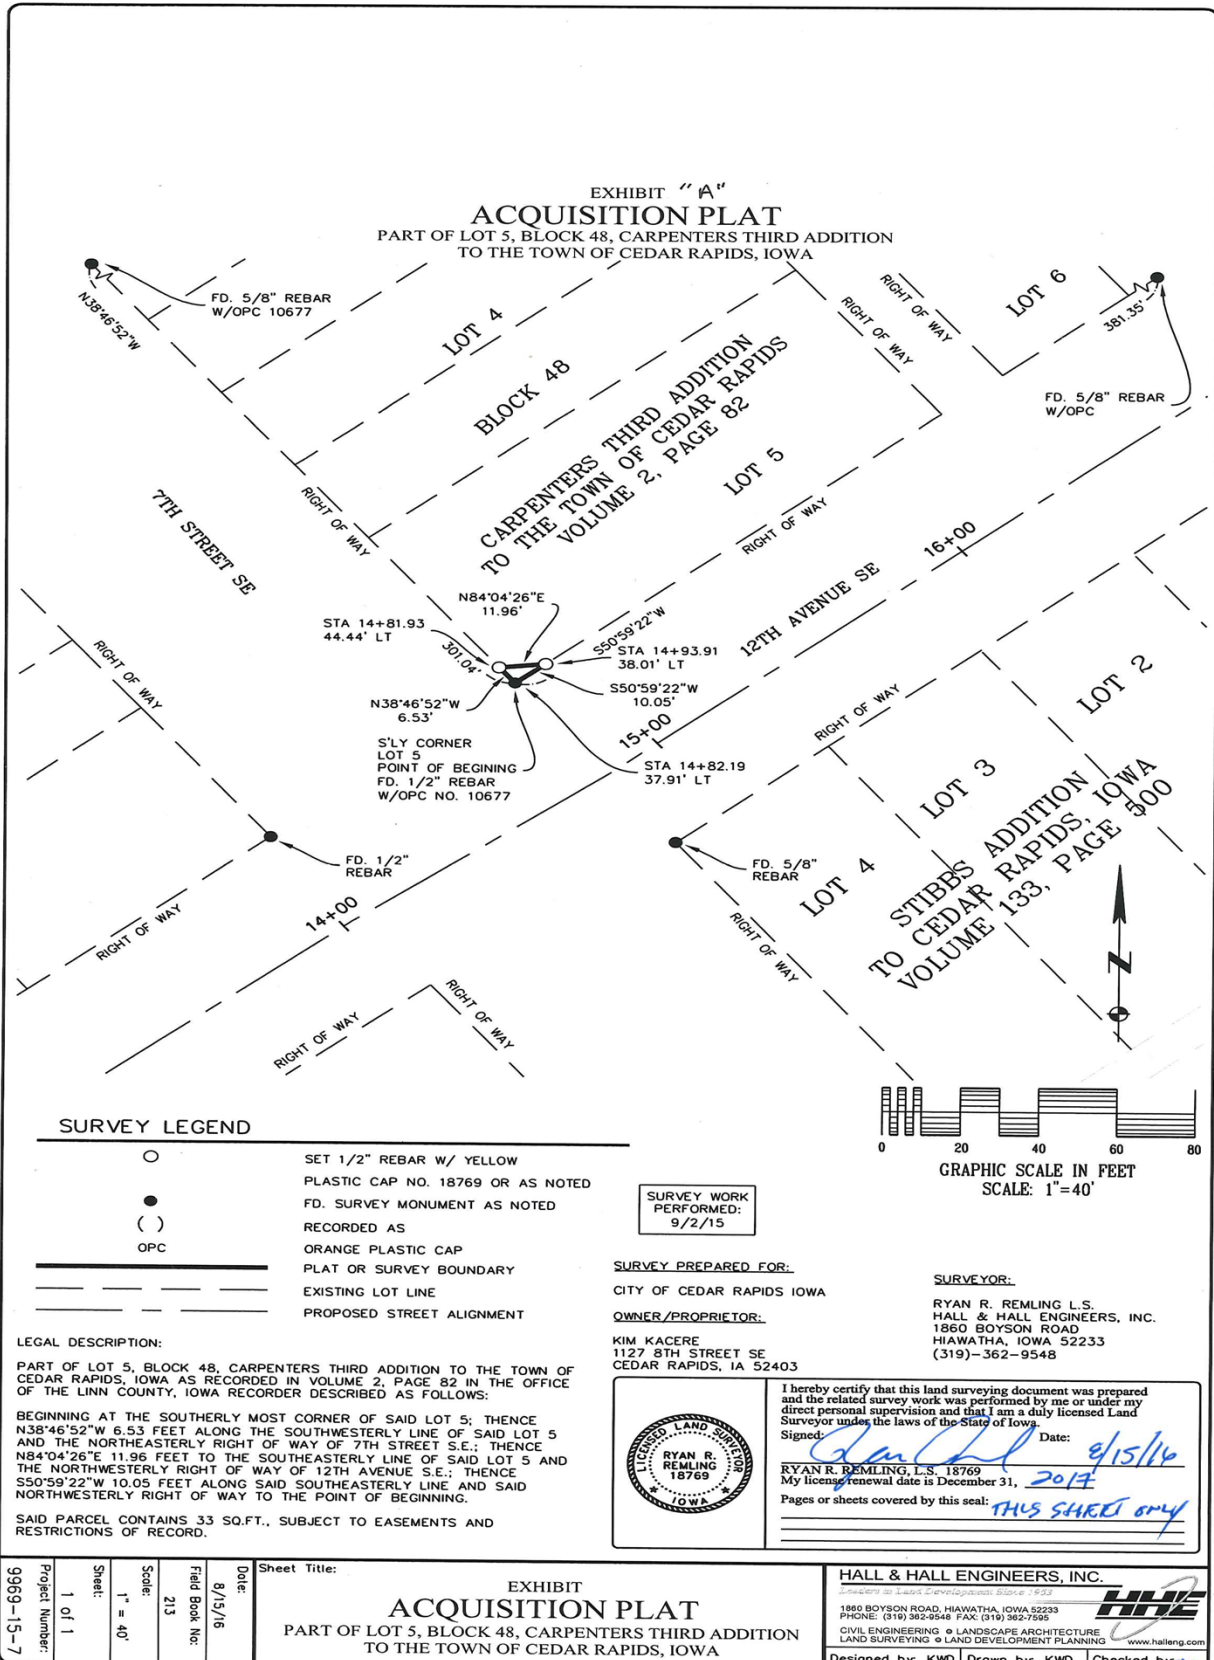 EXHIBIT "A"
ACQUISITION PLAT
PART OF LOT 5, BLOCK 48, CARPENTERS THIRD ADDITION
TO THE TOWN OF CEDAR RAPIDS, IOWA
N38°46'52"W
FD. 5/8" REBAR
W/OPC 10677
LOT 4
BLOCK 48
CARPENTERS THIRD ADDITION
TO THE TOWN OF CEDAR RAPIDS
VOLUME 2, PAGE 82
RIGHT OF WAY
RIGHT OF WAY
LOT 6
381.35'
FD. 5/8" REBAR
W/OPC
LOT 5
RIGHT OF WAY
RIGHT OF WAY
7TH STREET SE
16+00
12TH AVENUE SE
N84°04'26"E
11.96'
STA 14+81.93
44.44' LT
301.04'
S50°59'22"W
STA 14+93.91
38.01' LT
S50°59'22"W
10.05'
N38°46'52"W
6.53'
S'LY CORNER
LOT 5
POINT OF BEGINING
FD. 1/2" REBAR
W/OPC NO. 10677
15+00
STA 14+82.19
37.91' LT
RIGHT OF WAY
RIGHT OF WAY
LOT 2
LOT 3
LOT 4
STIBBS ADDITION
TO CEDAR RAPIDS, IOWA
VOLUME 133, PAGE 500
FD. 1/2"
REBAR
FD. 5/8"
REBAR
14+00
RIGHT OF WAY
RIGHT OF WAY
RIGHT OF WAY
RIGHT OF WAY
N
0 20 40 60 80
GRAPHIC SCALE IN FEET
SCALE: 1"=40'
SURVEY LEGEND
SET 1/2" REBAR W/ YELLOW
PLASTIC CAP NO. 18769 OR AS NOTED
FD. SURVEY MONUMENT AS NOTED
( ) RECORDED AS
OPC ORANGE PLASTIC CAP
PLAT OR SURVEY BOUNDARY
EXISTING LOT LINE
PROPOSED STREET ALIGNMENT
SURVEY WORK
PERFORMED:
9/2/15
SURVEY PREPARED FOR:
CITY OF CEDAR RAPIDS IOWA
OWNER/PROPRIETOR:
KIM KACERE
1127 8TH STREET SE
CEDAR RAPIDS, IA 52403
SURVEYOR:
RYAN R. REMLING L.S.
HALL & HALL ENGINEERS, INC.
1860 BOYSON ROAD
HIAWATHA, IOWA 52233
(319)-362-9548
LEGAL DESCRIPTION:
PART OF LOT 5, BLOCK 48, CARPENTERS THIRD ADDITION TO THE TOWN OF
CEDAR RAPIDS, IOWA AS RECORDED IN VOLUME 2, PAGE 82 IN THE OFFICE
OF THE LINN COUNTY, IOWA RECORDER DESCRIBED AS FOLLOWS:
BEGINNING AT THE SOUTHERLY MOST CORNER OF SAID LOT 5; THENCE
N38°46'52"W 6.53 FEET ALONG THE SOUTHWESTERLY LINE OF SAID LOT 5
AND THE NORTHEASTERLY RIGHT OF WAY OF 7TH STREET S.E.; THENCE
N84°04'26"E 11.96 FEET TO THE SOUTHEASTERLY LINE OF SAID LOT 5 AND
THE NORTHWESTERLY RIGHT OF WAY OF 12TH AVENUE S.E.; THENCE
S50°59'22"W 10.05 FEET ALONG SAID SOUTHEASTERLY LINE AND SAID
NORTHWESTERLY RIGHT OF WAY TO THE POINT OF BEGINNING.
SAID PARCEL CONTAINS 33 SQ.FT., SUBJECT TO EASEMENTS AND
RESTRICTIONS OF RECORD.
LICENSED LAND SURVEYOR
RYAN R.
REMLING
18769
IOWA
I hereby certify that this land surveying document was prepared
and the related survey work was performed by me or under my
direct personal supervision and that I am a duly licensed Land
Surveyor under the laws of the State of Iowa.
Signed: Date: 8/15/16
RYAN R. REMLING, L.S. 18769
My license renewal date is December 31, 2017
Pages or sheets covered by this seal: THIS SHEET ONLY
Project Number:
9969-15-7
Sheet:
1 of 1
Scale:
1" = 40'
Field Book No:
213
Date:
8/15/16
Sheet Title:
EXHIBIT
ACQUISITION PLAT
PART OF LOT 5, BLOCK 48, CARPENTERS THIRD ADDITION
TO THE TOWN OF CEDAR RAPIDS, IOWA
HALL & HALL ENGINEERS, INC.
Leaders in Land Development Since 1953
1860 BOYSON ROAD, HIAWATHA, IOWA 52233
PHONE: (319) 362-9548 FAX: (319) 362-7595
CIVIL ENGINEERING LANDSCAPE ARCHITECTURE
LAND SURVEYING LAND DEVELOPMENT PLANNING
HHE
www.halleng.com
Designed by: KWD Drawn by: KWD Checked by: